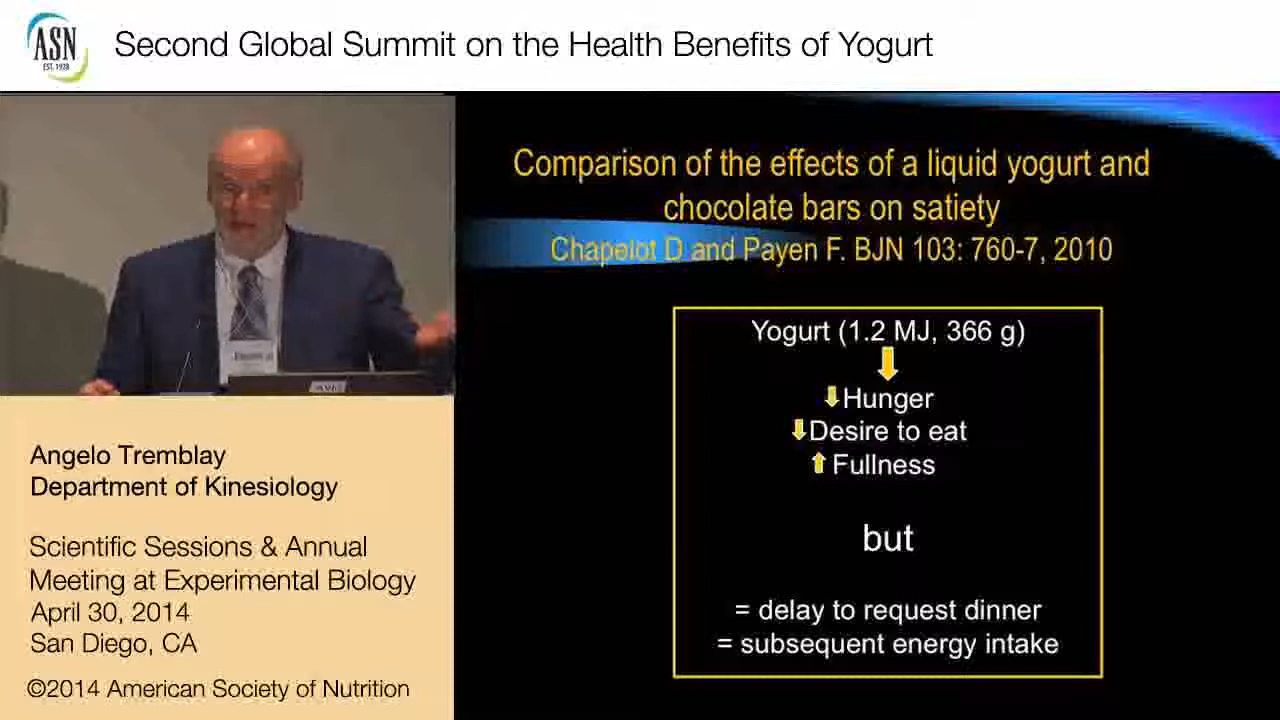 ASN
EST. 1928
Second Global Summit on the Health Benefits of Yogurt
Comparison of the effects of a liquid yogurt and
chocolate bars on satiety
Chapelot D and Payen F. BJN 103: 760-7, 2010
Yogurt (1.2 MJ, 366 g)
Hunger
Desire to eat
Fullness
but
= delay to request dinner
= subsequent energy intake
Angelo Tremblay
Department of Kinesiology
Scientific Sessions & Annual
Meeting at Experimental Biology
April 30, 2014
San Diego, CA
©2014 American Society of Nutrition